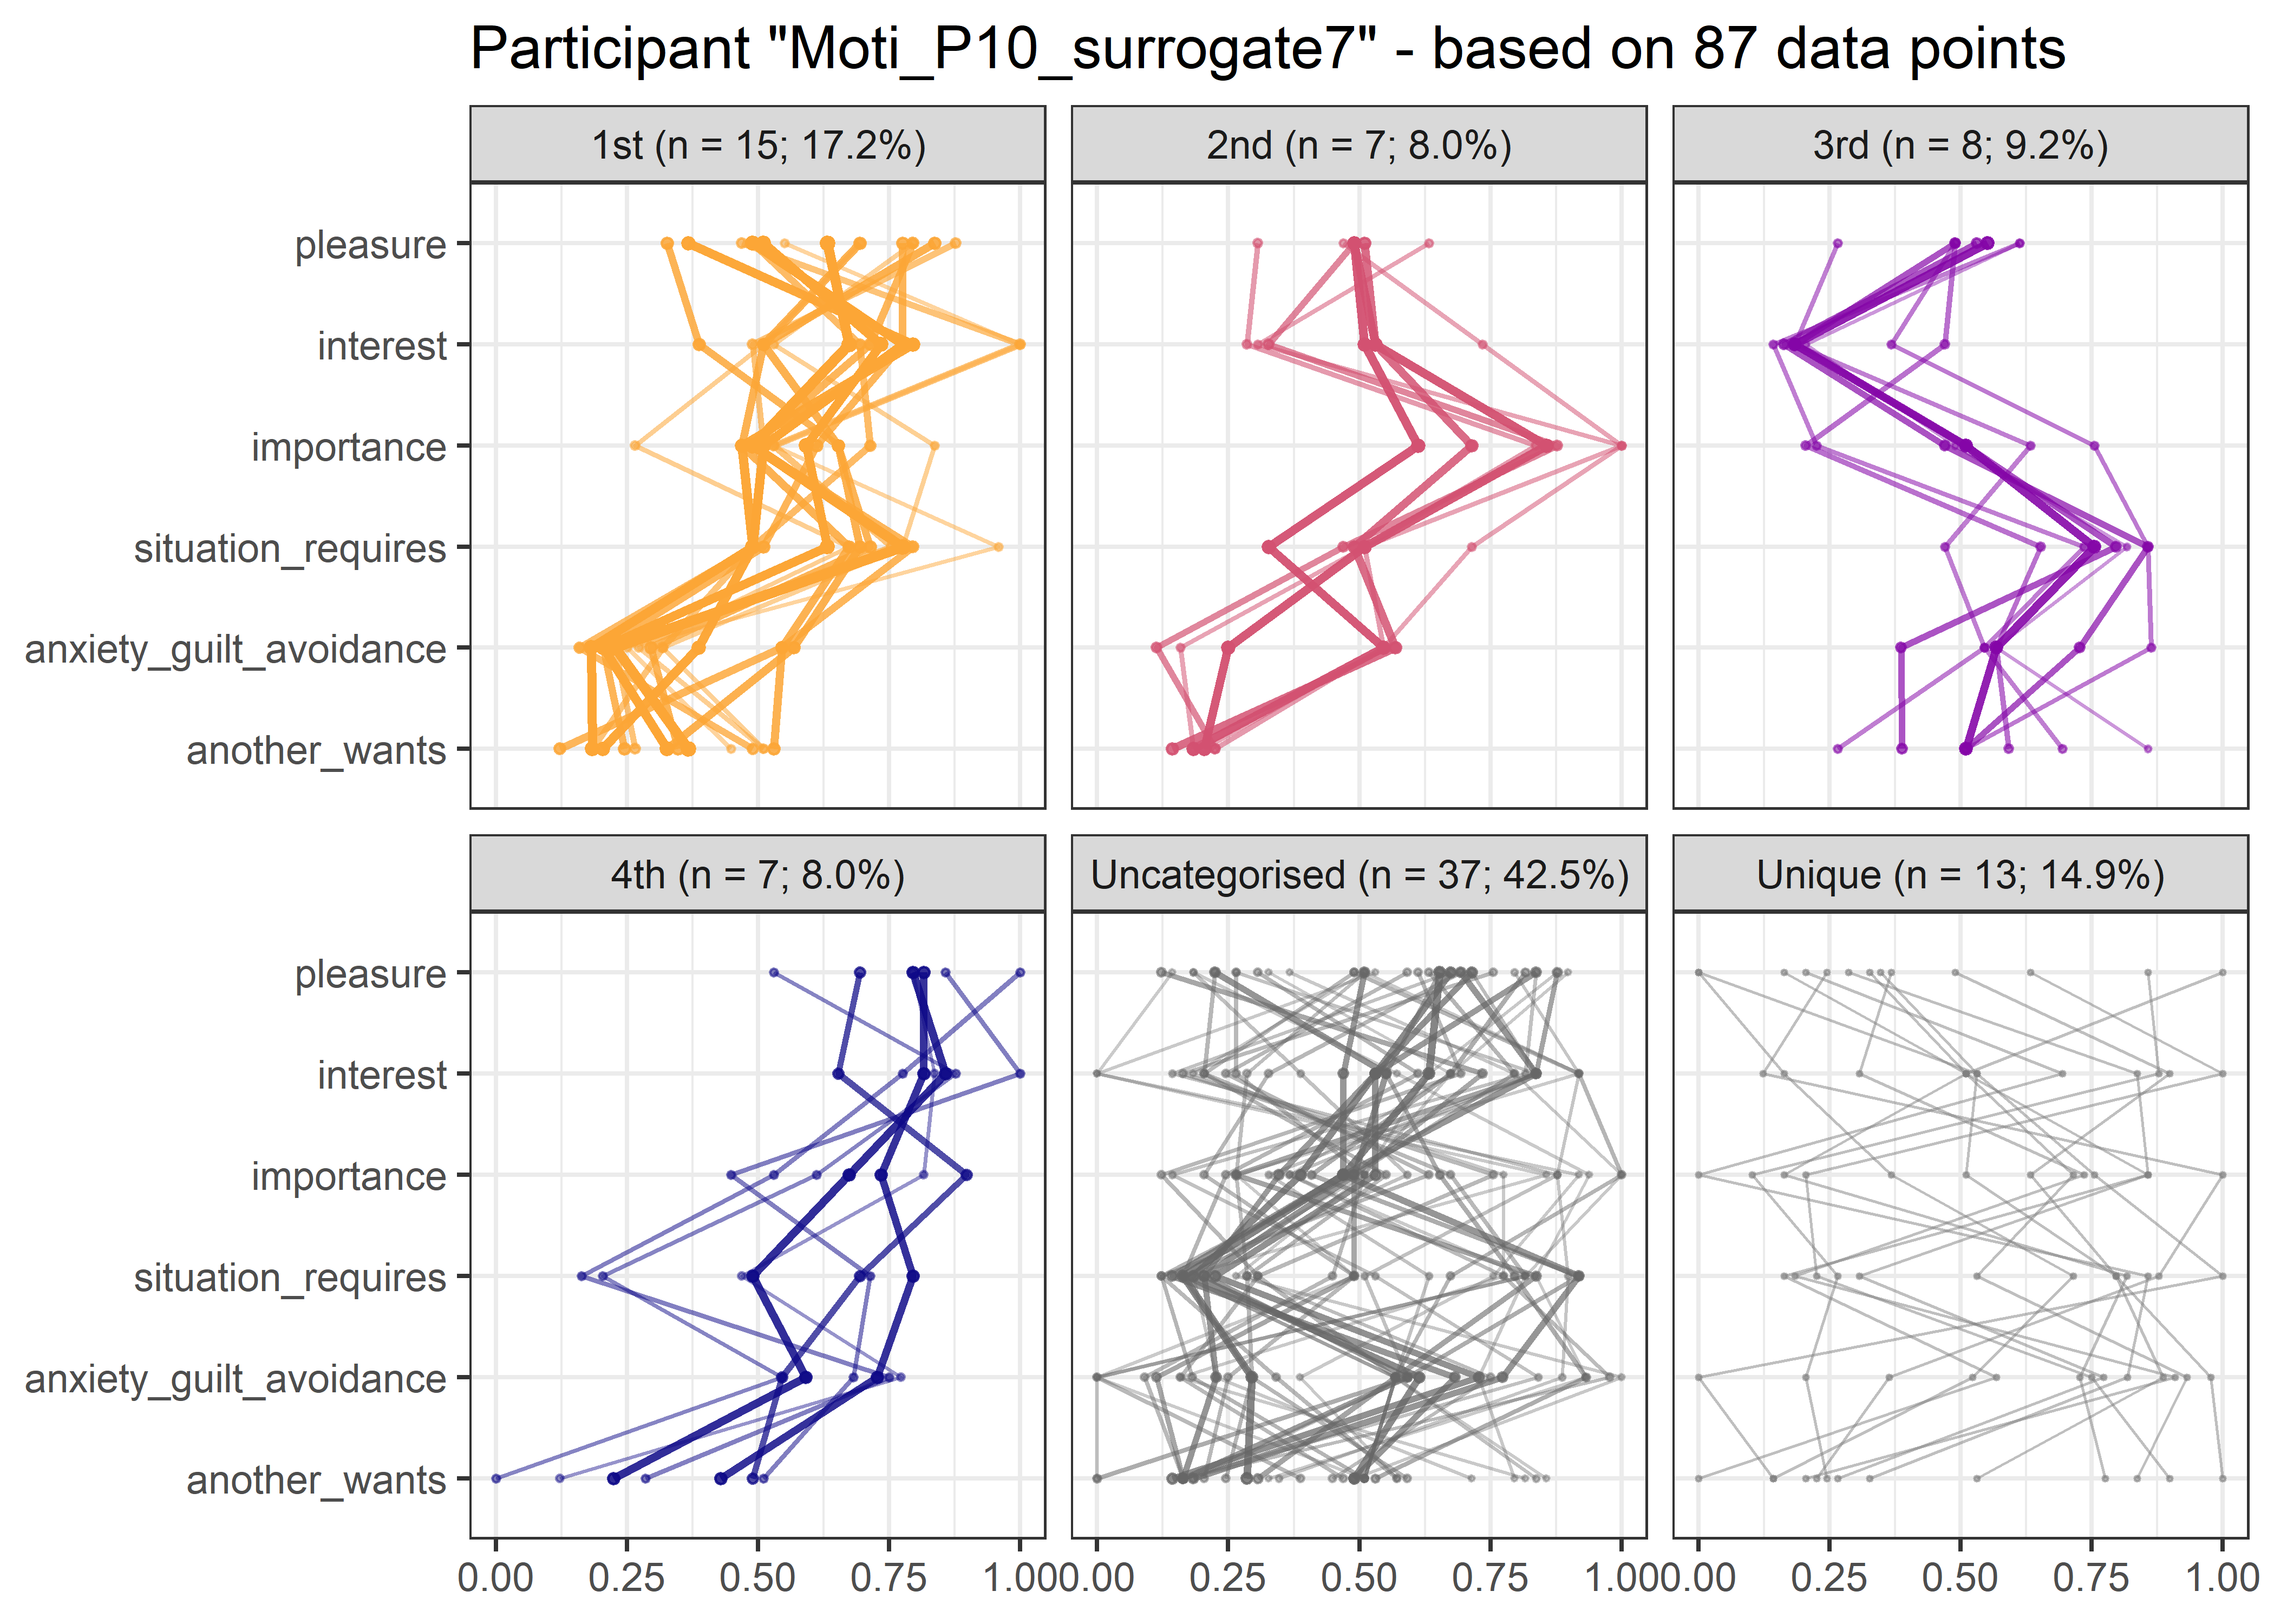 Participant "Moti_P10_surrogate7" - based on 87 data points
1st (n = 15; 17.2%)
2nd (n = 7; 8.0%)
3rd (n = 8; 9.2%)
pleasure
interest
importance
situation_requires
anxiety_guilt_avoidance
another_wants
4th (n = 7; 8.0%)
Uncategorised (n = 37; 42.5%)
Unique (n = 13; 14.9%)
pleasure
interest
importance
situation_requires
anxiety_guilt_avoidance
another_wants
0.00 0.25 0.50 0.75 1.00
0.00 0.25 0.50 0.75 1.00
0.00 0.25 0.50 0.75 1.00